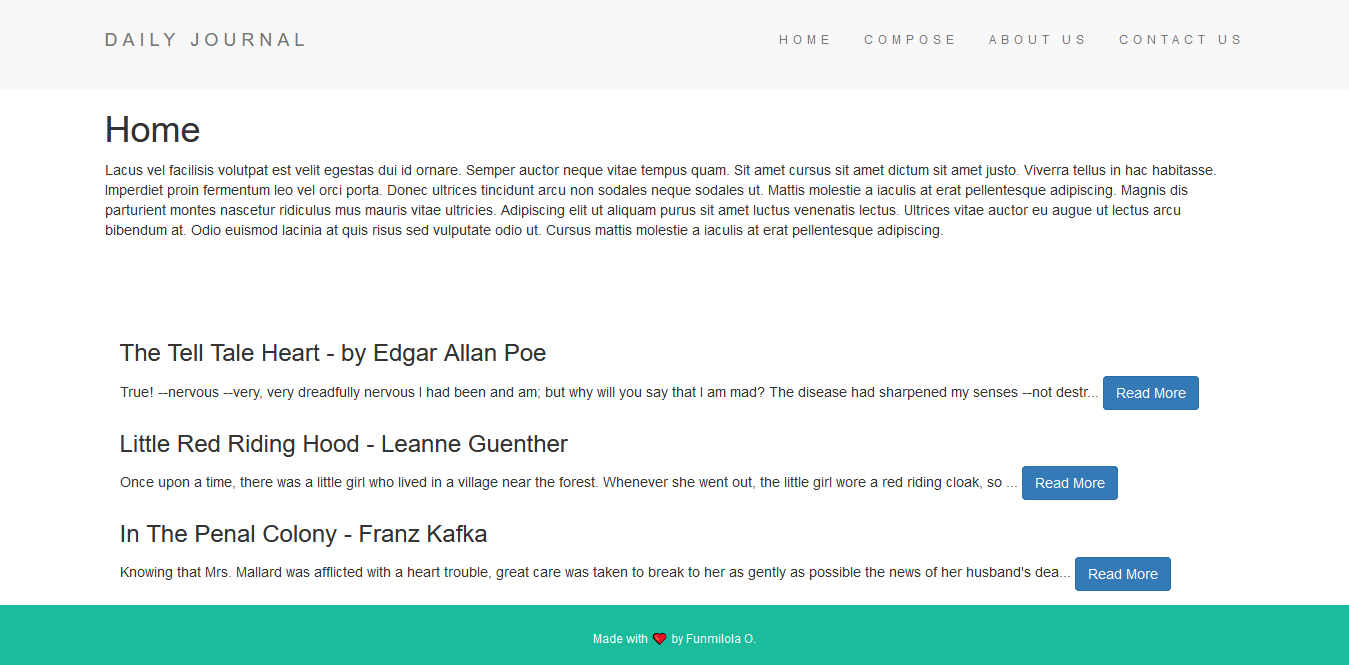 DAILY JOURNAL
HOME COMPOSE ABOUT US CONTACT US
Home
Lacus vel facilisis volutpat est velit egestas dui id ornare. Semper auctor neque vitae tempus quam. Sit amet cursus sit amet dictum sit amet justo. Viverra tellus in hac habitasse.
Imperdiet proin fermentum leo vel orci porta. Donec ultrices tincidunt arcu non sodales neque sodales ut. Mattis molestie a iaculis at erat pellentesque adipiscing. Magnis dis
parturient montes nascetur ridiculus mus mauris vitae ultricies. Adipiscing elit ut aliquam purus sit amet luctus venenatis lectus. Ultrices vitae auctor eu augue ut lectus arcu
bibendum at. Odio euismod lacinia at quis risus sed vulputate odio ut. Cursus mattis molestie a iaculis at erat pellentesque adipiscing.
The Tell Tale Heart - by Edgar Allan Poe
True! --nervous --very, very dreadfully nervous I had been and am; but why will you say that I am mad? The disease had sharpened my senses --not destr... Read More
Little Red Riding Hood - Leanne Guenther
Once upon a time, there was a little girl who lived in a village near the forest. Whenever she went out, the little girl wore a red riding cloak, so ... Read More
In The Penal Colony - Franz Kafka
Knowing that Mrs. Mallard was afflicted with a heart trouble, great care was taken to break to her as gently as possible the news of her husband's dea... Read More
Made with ❤ by Funmilola O.